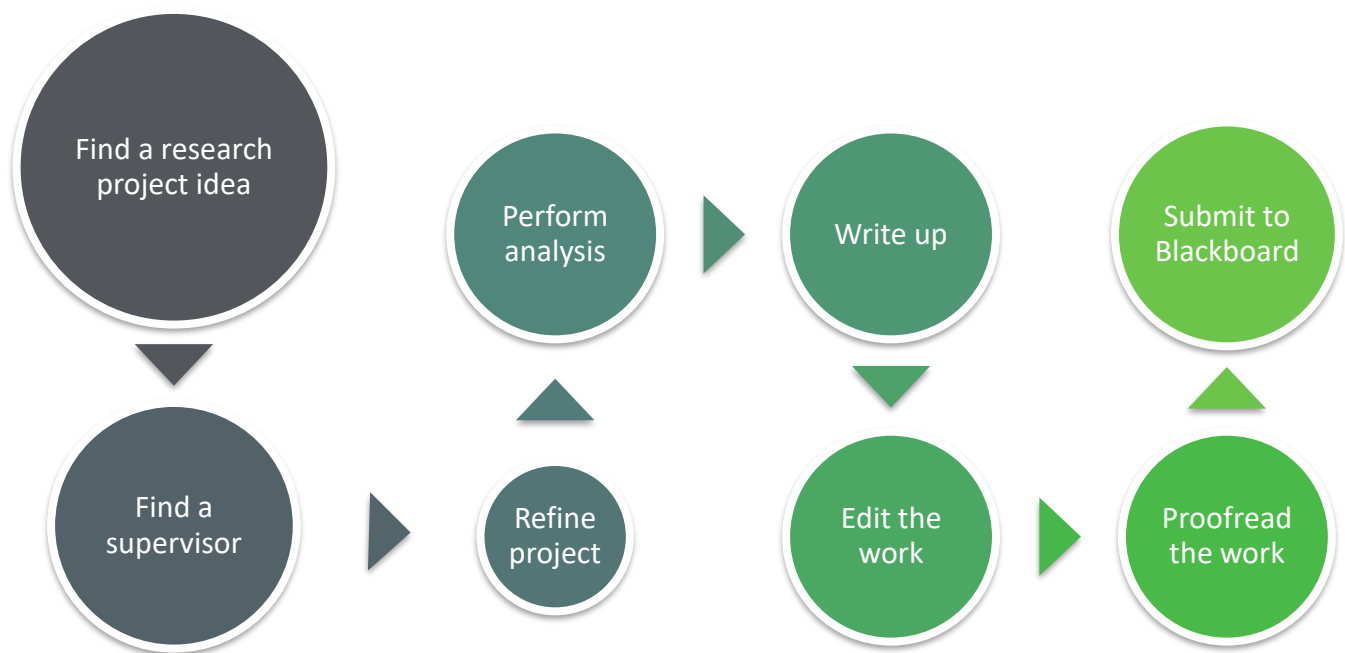 Find a research
project idea
Find a
supervisor
Refine
project
Perform
analysis
Write up
Edit the
work
Proofread
the work
Submit to
Blackboard